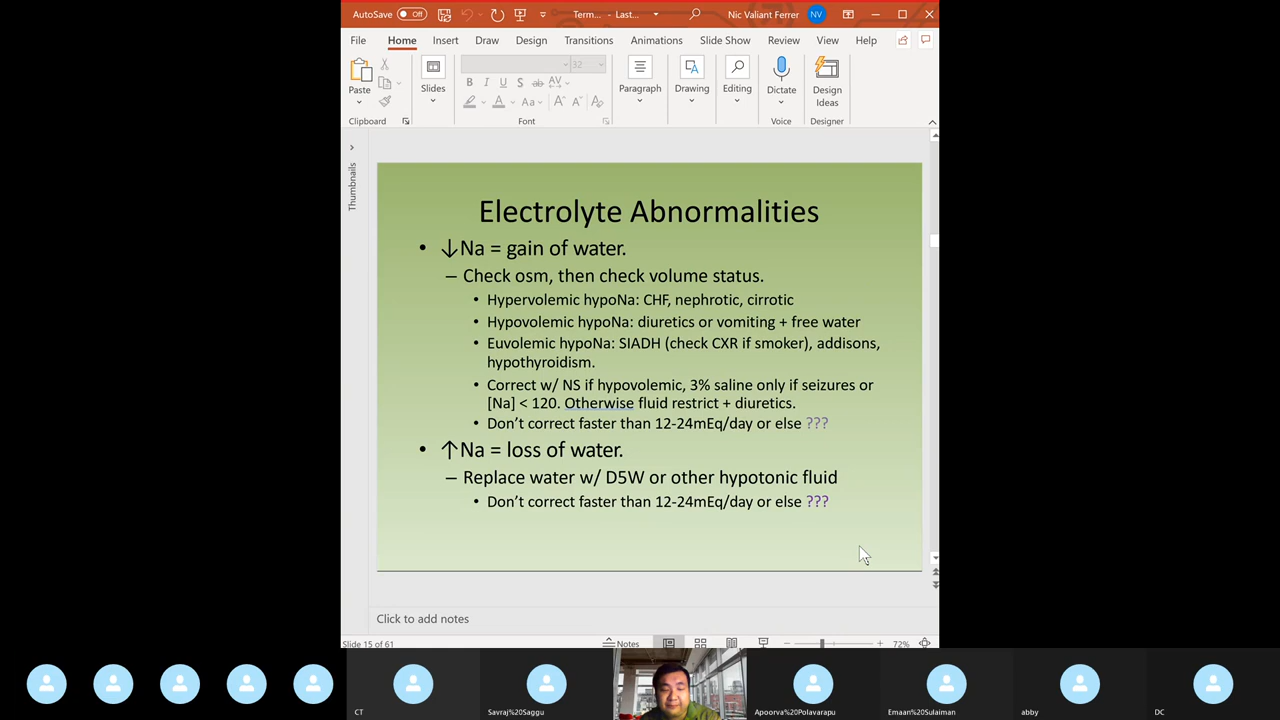 AutoSave Off Term... - Last... Nic Valiant Ferrer NV
File Home Insert Draw Design Transitions Animations Slide Show Review View Help
32
Paste Slides B I U S ab AV Paragraph Drawing Editing Dictate Design Ideas
A Aa A A A
Clipboard Font Voice Designer
Thumbnails
Electrolyte Abnormalities
• ↓Na = gain of water.
– Check osm, then check volume status.
• Hypervolemic hypoNa: CHF, nephrotic, cirrotic
• Hypovolemic hypoNa: diuretics or vomiting + free water
• Euvolemic hypoNa: SIADH (check CXR if smoker), addisons,
hypothyroidism.
• Correct w/ NS if hypovolemic, 3% saline only if seizures or
[Na] < 120. Otherwise fluid restrict + diuretics.
• Don't correct faster than 12-24mEq/day or else ???
• ↑Na = loss of water.
– Replace water w/ D5W or other hypotonic fluid
• Don't correct faster than 12-24mEq/day or else ???
Click to add notes
Slide 15 of 61 Notes 72%
CT Savraj%20Saggu Apoorva%20Polavarapu Emaan%20Sulaiman abby DC